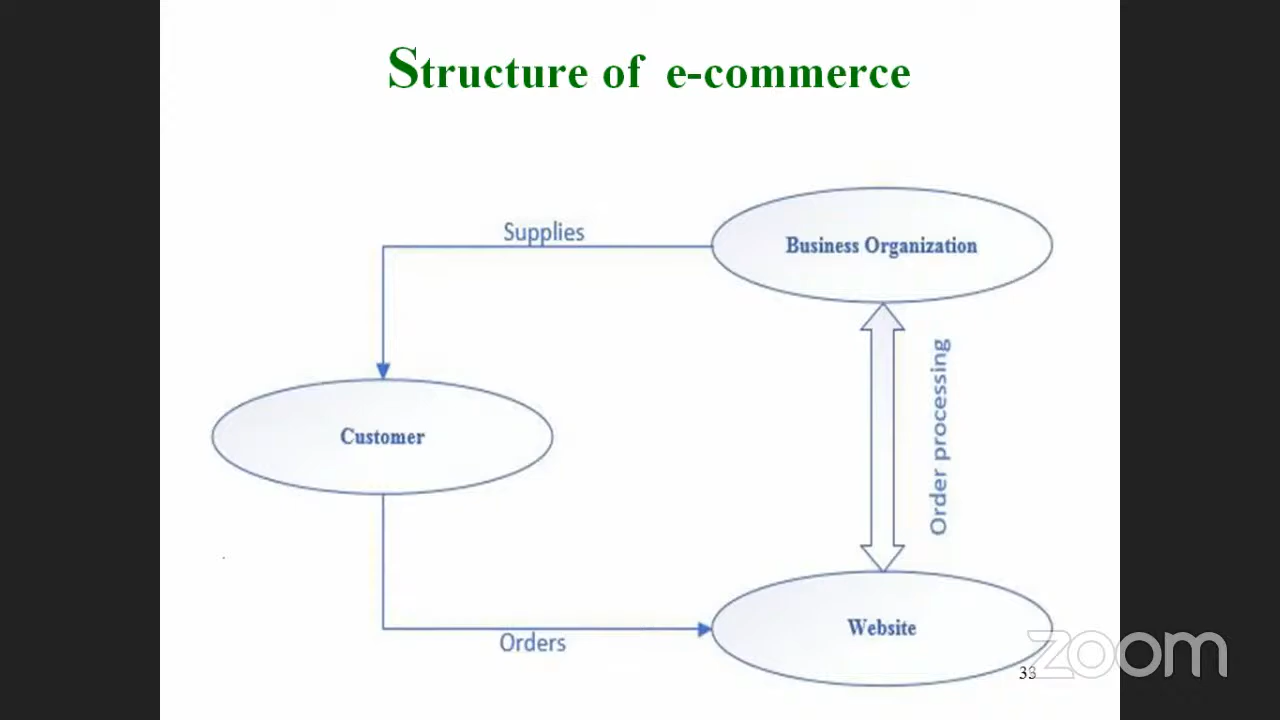 Structure of e-commerce
Supplies
Business Organization
Order processing
Customer
Orders
Website
33
zoom